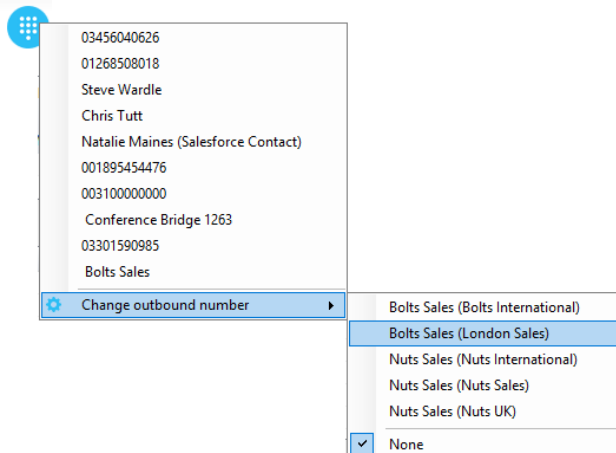 03456040626
01268508018
Steve Wardle
Chris Tutt
Natalie Maines (Salesforce Contact)
001895454476
003100000000
Conference Bridge 1263
03301590985
Bolts Sales
Change outbound number
Bolts Sales (Bolts International)
Bolts Sales (London Sales)
Nuts Sales (Nuts International)
Nuts Sales (Nuts Sales)
Nuts Sales (Nuts UK)
None